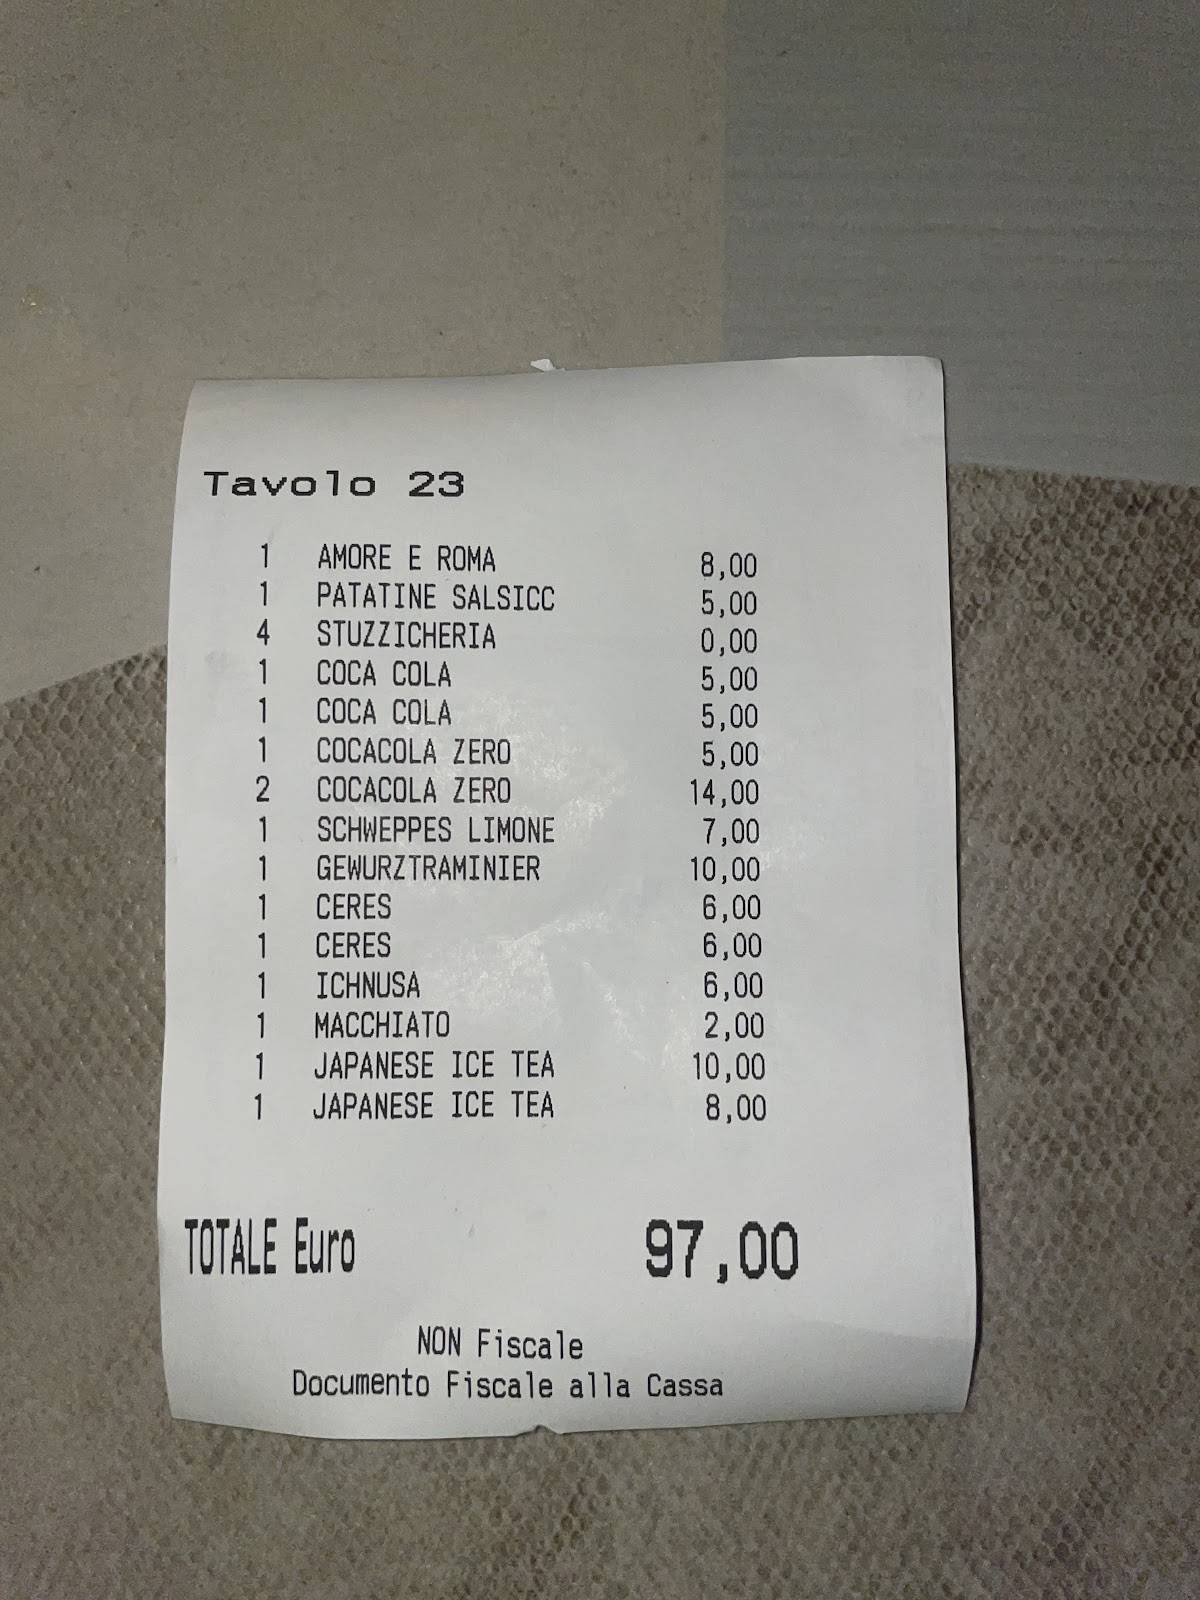 Tavolo 23
1 AMORE E ROMA 8,00
1 PATATINE SALSICC 5,00
4 STUZZICHERIA 0,00
1 COCA COLA 5,00
1 COCA COLA 5,00
1 COCACOLA ZERO 5,00
2 COCACOLA ZERO 14,00
1 SCHWEPPES LIMONE 7,00
1 GEWURZTRAMINIER 10,00
1 CERES 6,00
1 CERES 6,00
1 ICHNUSA 6,00
1 MACCHIATO 2,00
1 JAPANESE ICE TEA 10,00
1 JAPANESE ICE TEA 8,00
TOTALE Euro 97,00
NON Fiscale
Documento Fiscale alla Cassa